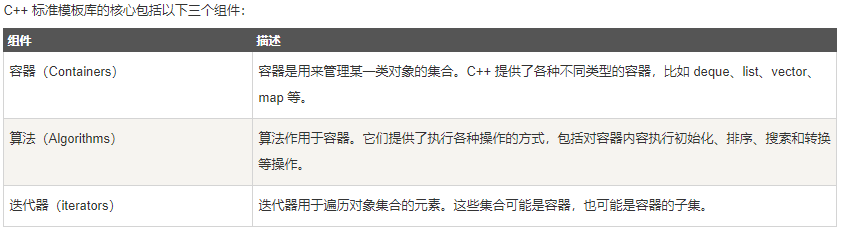 C++ 标准模板库的核心包括以下三个组件：
组件 描述
容器（Containers） 容器是用来管理某一类对象的集合。C++ 提供了各种不同类型的容器，比如 deque、list、vector、
map 等。
算法（Algorithms） 算法作用于容器。它们提供了执行各种操作的方式，包括对容器内容执行初始化、排序、搜索和转换
等操作。
迭代器（iterators） 迭代器用于遍历对象集合的元素。这些集合可能是容器，也可能是容器的子集。